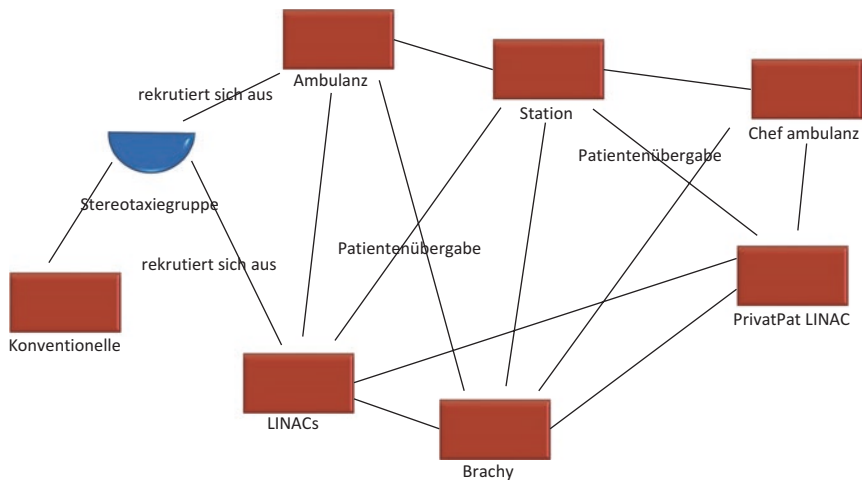 Ambulanz
rekrutiert sich aus
Station
Chef ambulanz
Patientenübergabe
Stereotaxiegruppe
Patientenübergabe
rekrutiert sich aus
PrivatPat LINAC
Konventionelle
LINACs
Brachy